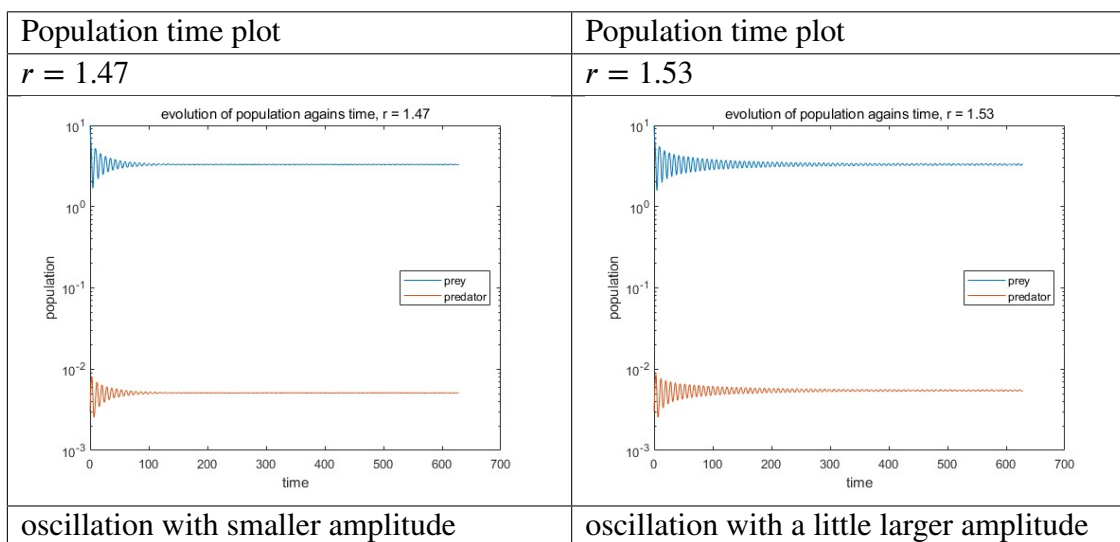 Population time plot
Population time plot
r = 1.47
r = 1.53
evolution of population agains time, r = 1.47
10^1
10^0
10^-1
10^-2
10^-3
population
prey
predator
0 100 200 300 400 500 600 700
time
evolution of population agains time, r = 1.53
10^1
10^0
10^-1
10^-2
10^-3
population
prey
predator
0 100 200 300 400 500 600 700
time
oscillation with smaller amplitude
oscillation with a little larger amplitude